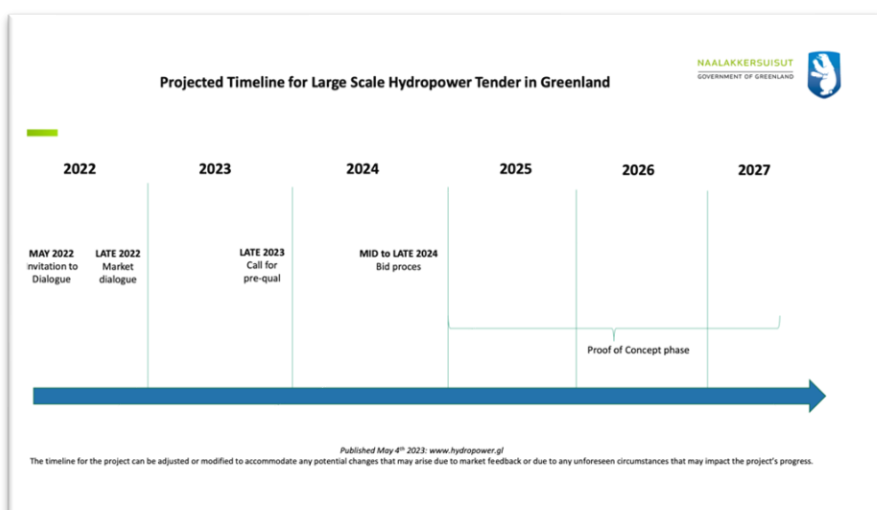 NAALAKKERSUISUT
GOVERNMENT OF GREENLAND
Projected Timeline for Large Scale Hydropower Tender in Greenland
2022
2023
2024
2025
2026
2027
MAY 2022
nvitation to
Dialogue
LATE 2022
Market
dialogue
LATE 2023
Call for
pre-qual
MID to LATE 2024
Bid proces
Proof of Concept phase
Published May 4th 2023: www.hydropower.gl
The timeline for the project can be adjusted or modified to accommodate any potential changes that may arise due to market feedback or due to any unforeseen circumstances that may impact the project's progress.